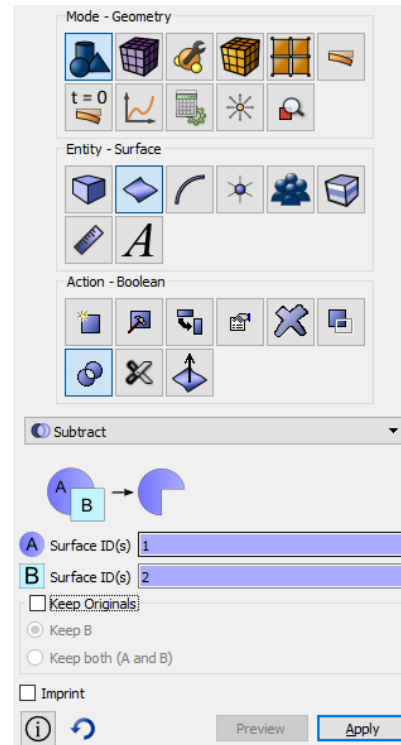 Mode - Geometry
t = 0
Entity - Surface
A
Action - Boolean
Subtract
A
B
A Surface ID(s) 1
B Surface ID(s) 2
Keep Originals
Keep B
Keep both (A and B)
Imprint
i Preview Apply